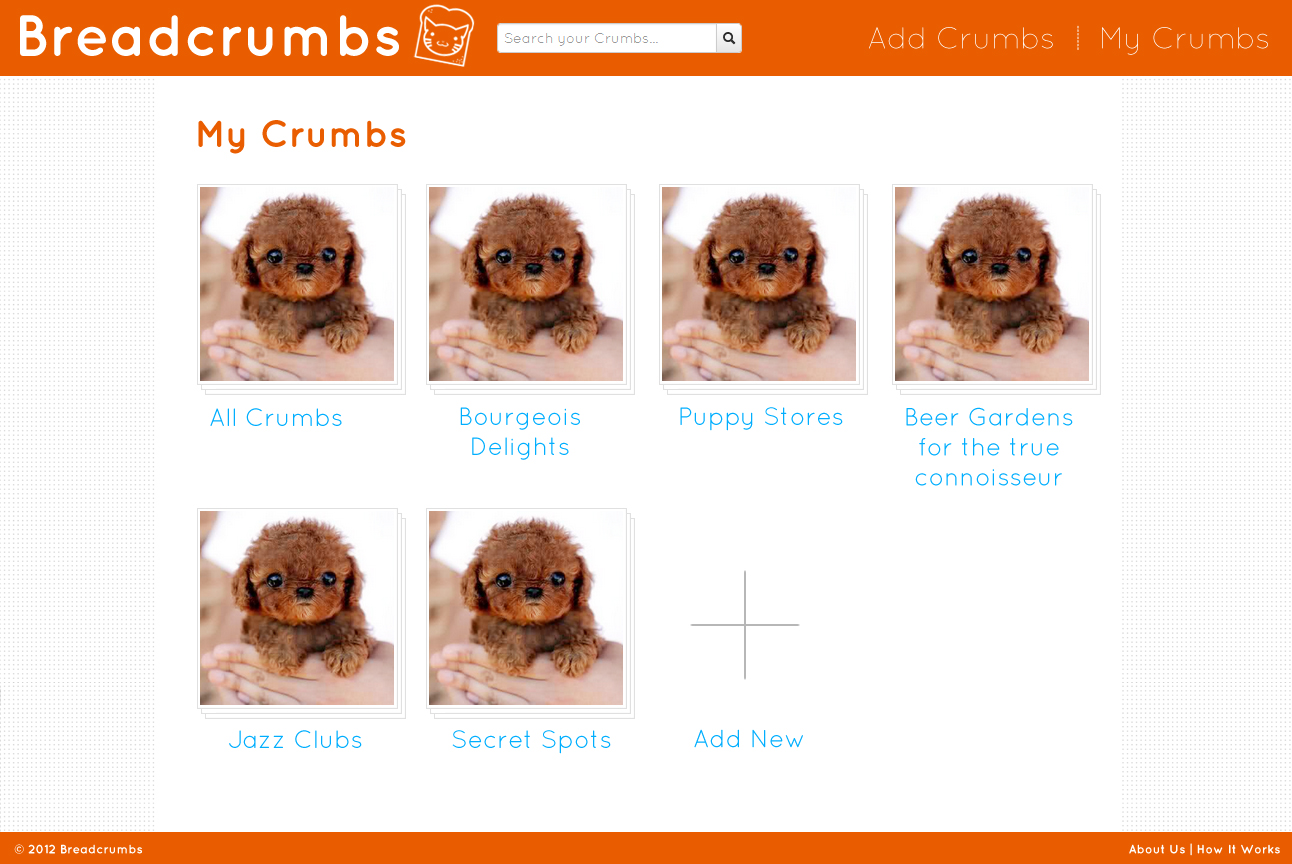 Breadcrumbs
Search your Crumbs...
Add Crumbs
My Crumbs
My Crumbs
All Crumbs
Bourgeois
Delights
Puppy Stores
Beer Gardens
for the true
connoisseur
Jazz Clubs
Secret Spots
Add New
© 2012 Breadcrumbs
About Us | How It Works